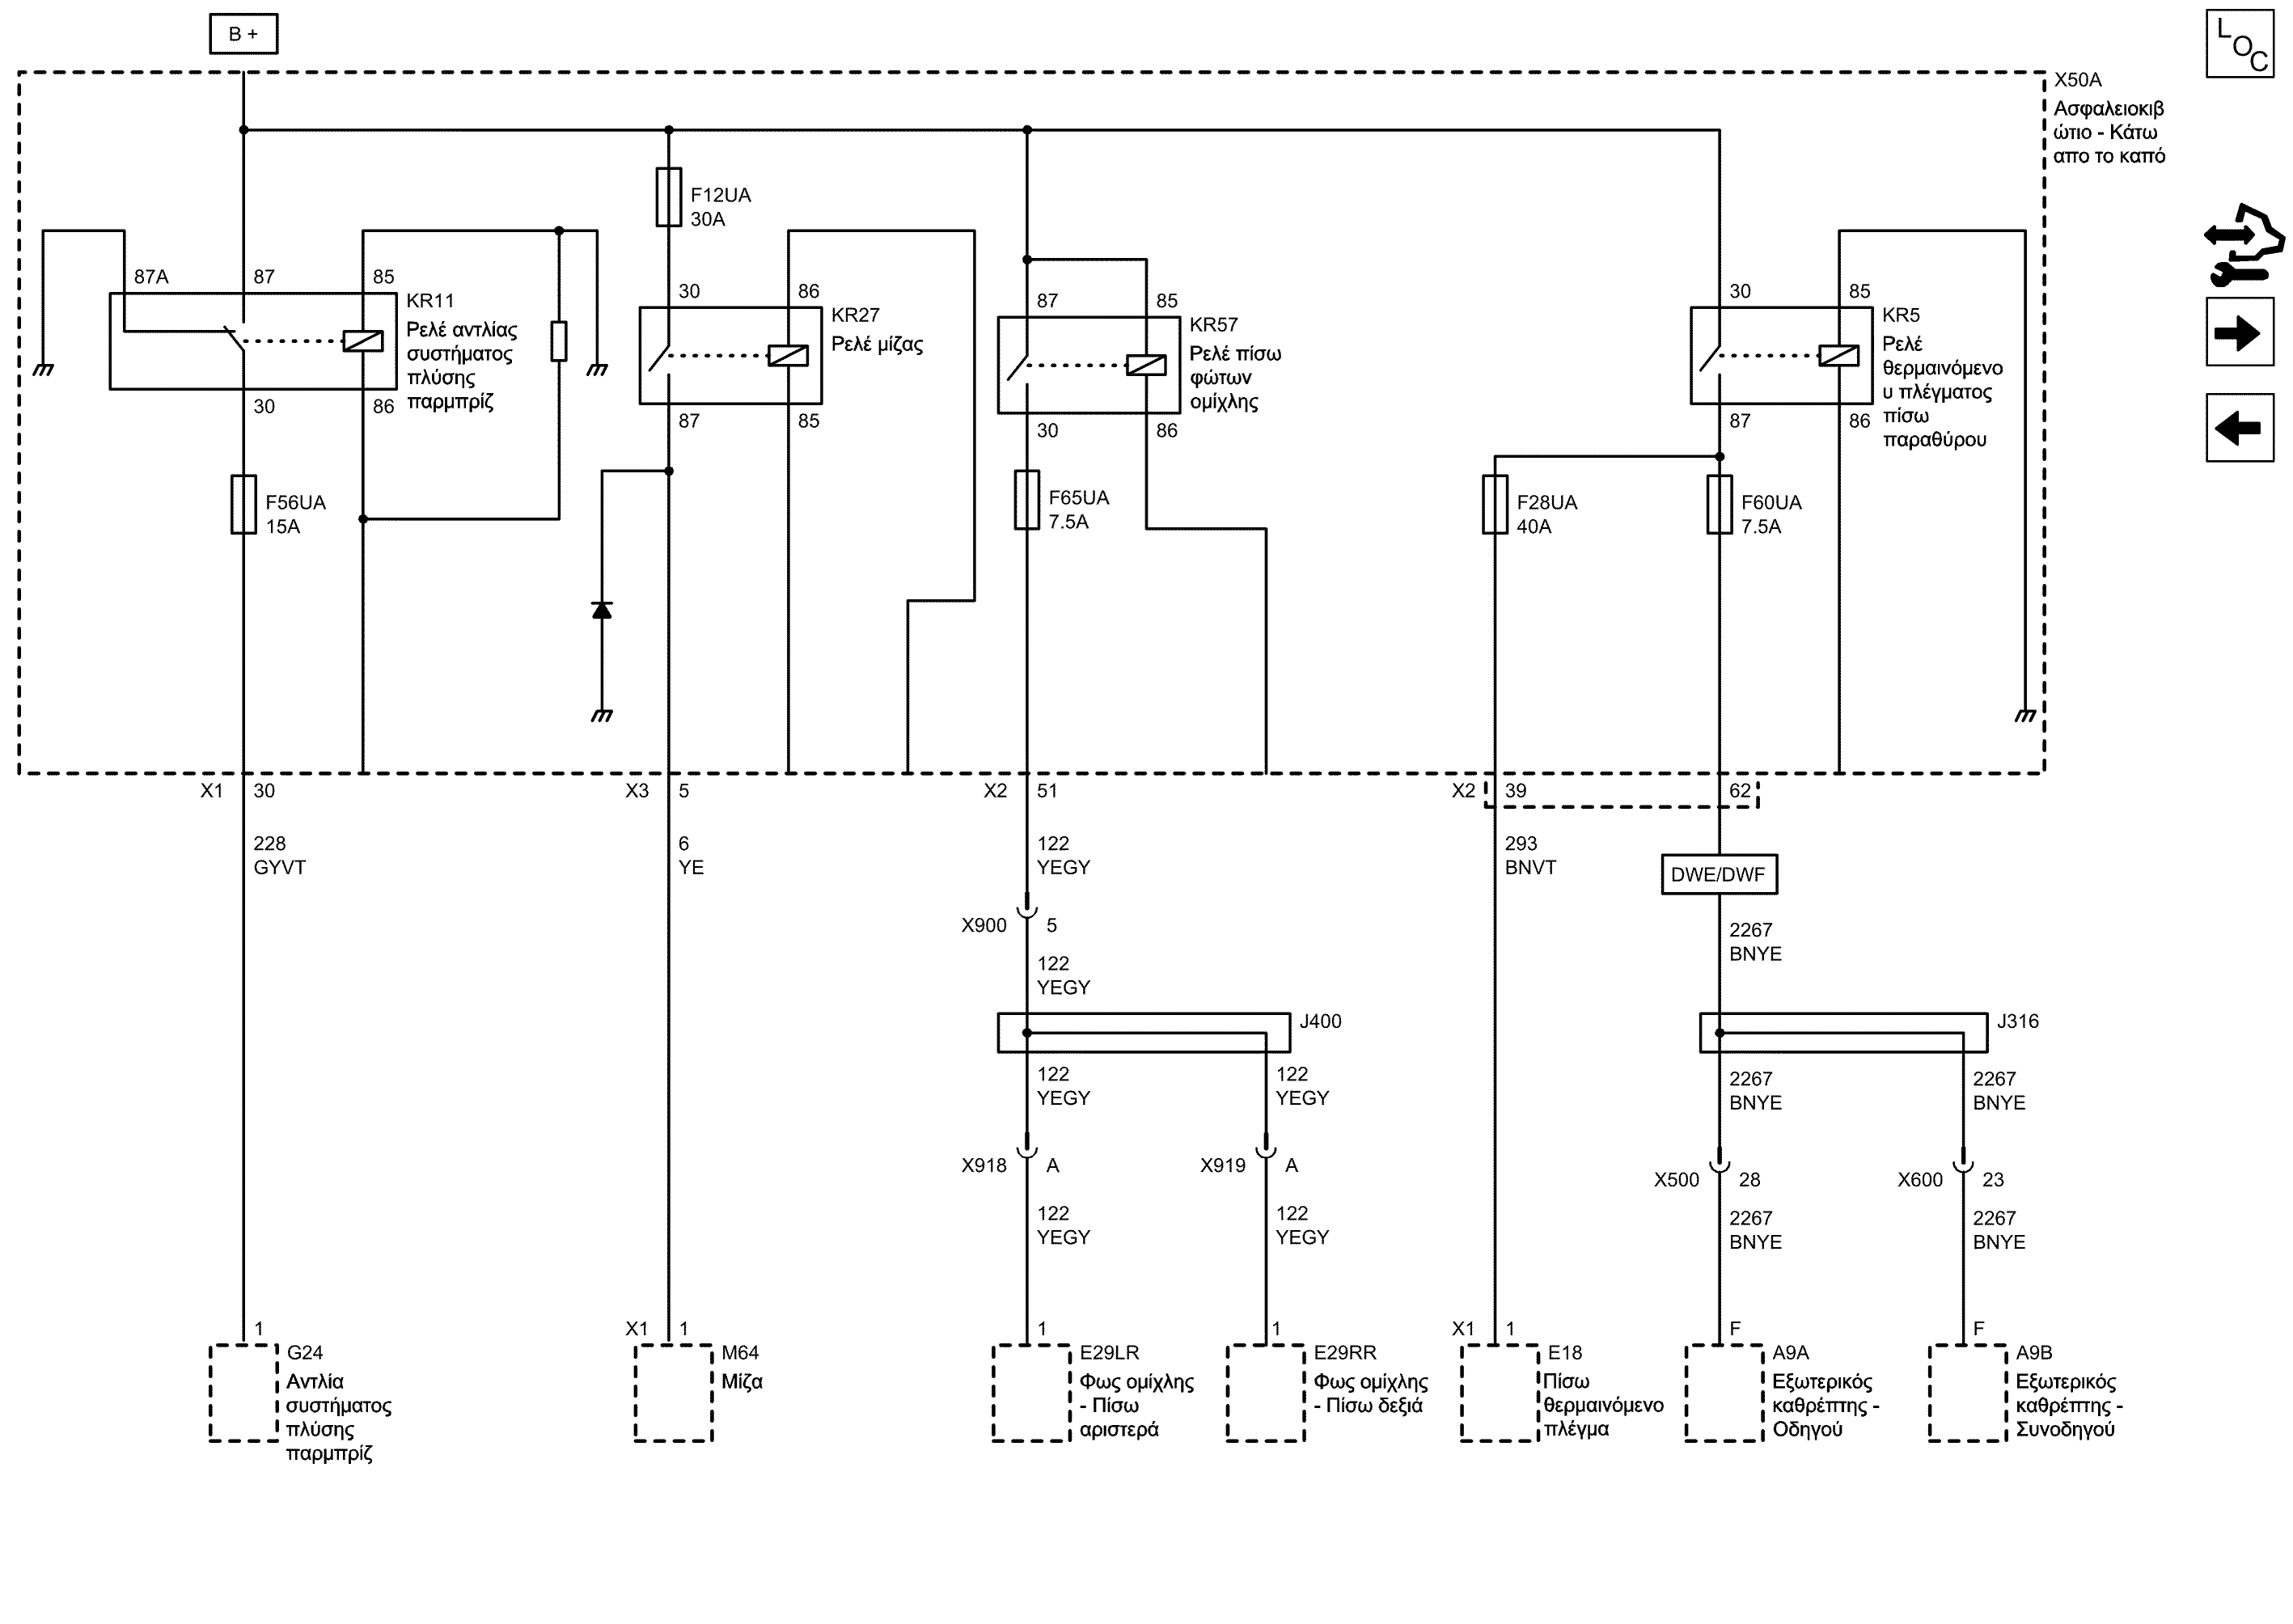 B +
L
O
C
X50A
Ασφαλειοκιβ
ώτιο - Κάτω
απο το καπό
F12UA
30A
87A
87
85
KR11
Ρελέ αντλίας
συστήματος
πλύσης
παρμπρίζ
30
86
30
86
KR27
Ρελέ μίζας
87
85
87
85
KR57
Ρελέ πίσω
φώτων
ομίχλης
30
86
30
85
KR5
Ρελέ
θερμαινόμενο
υ πλέγματος
πίσω
παραθύρου
87
86
F56UA
15A
F65UA
7.5A
F28UA
40A
F60UA
7.5A
X1 30
X3 5
X2 51
X2 39
62
228
GYVT
6
YE
122
YEGY
293
BNVT
DWE/DWF
X900 5
2267
BNYE
122
YEGY
J400
J316
122
YEGY
122
YEGY
2267
BNYE
2267
BNYE
X918 A
X919 A
X500 28
X600 23
122
YEGY
122
YEGY
2267
BNYE
2267
BNYE
1
X1 1
1
1
X1 1
F
F
G24
Αντλία
συστήματος
πλύσης
παρμπρίζ
M64
Μίζα
E29LR
Φως ομίχλης
- Πίσω
αριστερά
E29RR
Φως ομίχλης
- Πίσω δεξιά
E18
Πίσω
θερμαινόμενο
πλέγμα
A9A
Εξωτερικός
καθρέπτης -
Οδηγού
A9B
Εξωτερικός
καθρέπτης -
Συνοδηγού